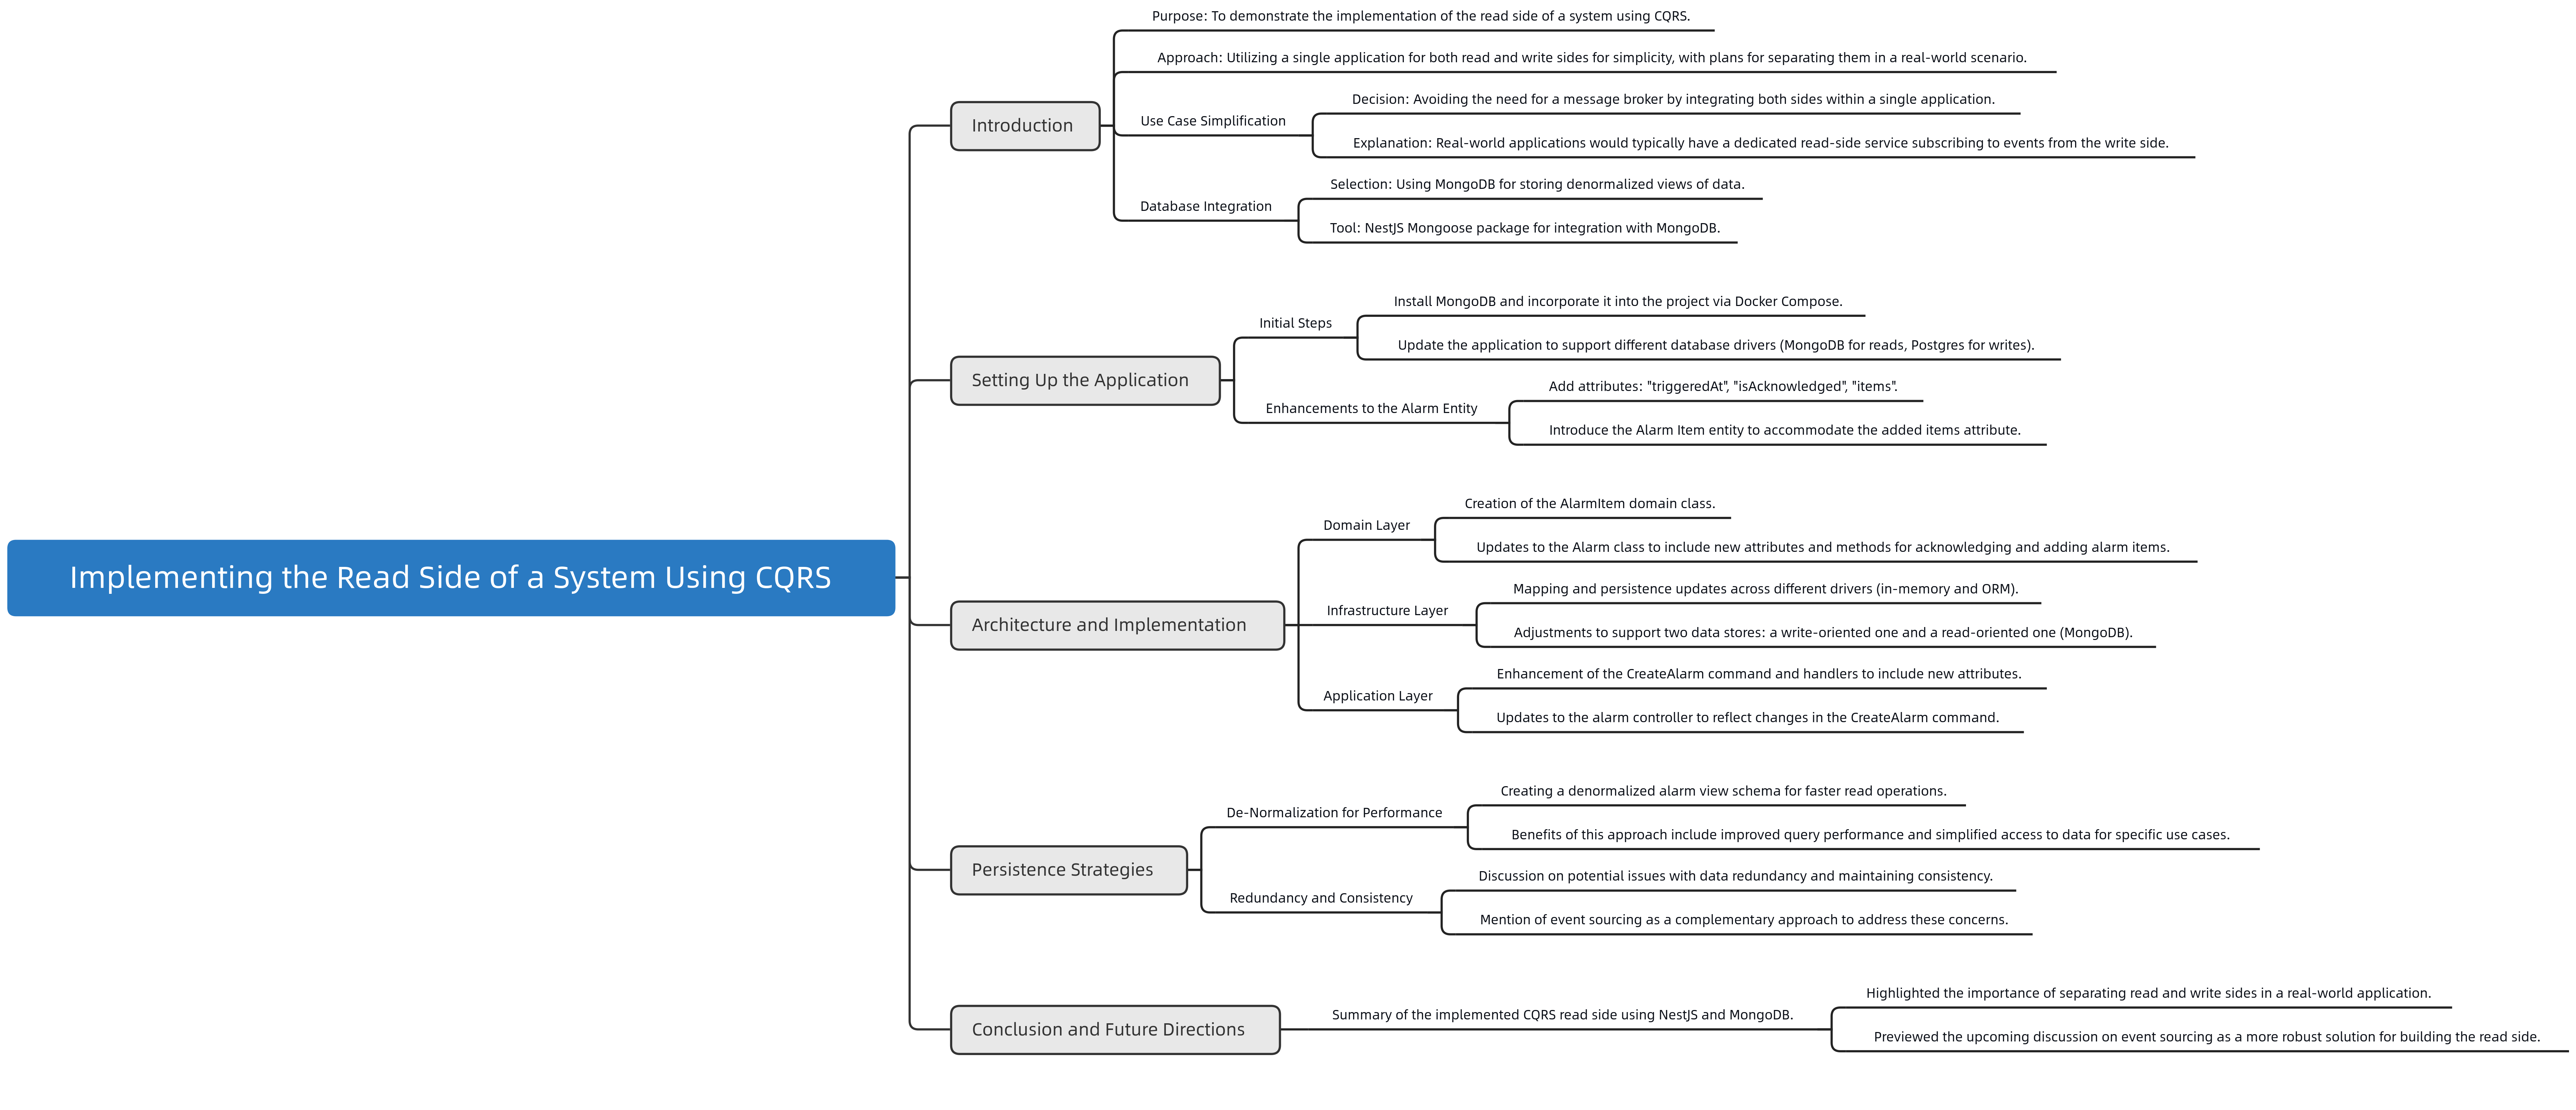 Implementing the Read Side of a System Using CQRS
Introduction
Purpose: To demonstrate the implementation of the read side of a system using CQRS.
Approach: Utilizing a single application for both read and write sides for simplicity, with plans for separating them in a real-world scenario.
Use Case Simplification
Decision: Avoiding the need for a message broker by integrating both sides within a single application.
Explanation: Real-world applications would typically have a dedicated read-side service subscribing to events from the write side.
Database Integration
Selection: Using MongoDB for storing denormalized views of data.
Tool: NestJS Mongoose package for integration with MongoDB.
Setting Up the Application
Initial Steps
Install MongoDB and incorporate it into the project via Docker Compose.
Update the application to support different database drivers (MongoDB for reads, Postgres for writes).
Enhancements to the Alarm Entity
Add attributes: "triggeredAt", "isAcknowledged", "items".
Introduce the Alarm Item entity to accommodate the added items attribute.
Architecture and Implementation
Domain Layer
Creation of the AlarmItem domain class.
Updates to the Alarm class to include new attributes and methods for acknowledging and adding alarm items.
Infrastructure Layer
Mapping and persistence updates across different drivers (in-memory and ORM).
Adjustments to support two data stores: a write-oriented one and a read-oriented one (MongoDB).
Application Layer
Enhancement of the CreateAlarm command and handlers to include new attributes.
Updates to the alarm controller to reflect changes in the CreateAlarm command.
Persistence Strategies
De-Normalization for Performance
Creating a denormalized alarm view schema for faster read operations.
Benefits of this approach include improved query performance and simplified access to data for specific use cases.
Redundancy and Consistency
Discussion on potential issues with data redundancy and maintaining consistency.
Mention of event sourcing as a complementary approach to address these concerns.
Conclusion and Future Directions
Summary of the implemented CQRS read side using NestJS and MongoDB.
Highlighted the importance of separating read and write sides in a real-world application.
Previewed the upcoming discussion on event sourcing as a more robust solution for building the read side.